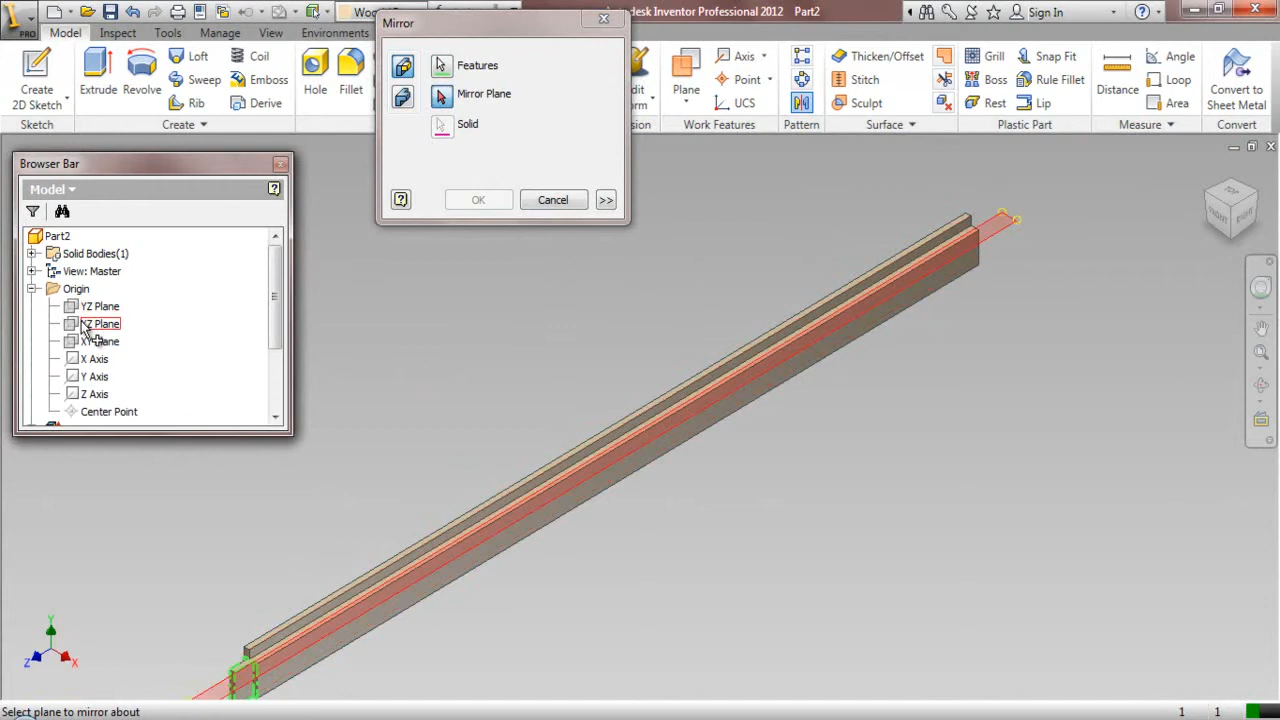 Mirror
desk Inventor Professional 2012 Part2
Sign In
PRO
Model Inspect Tools Manage View Environments
Create
2D Sketch
Extrude
Revolve
Loft
Sweep
Rib
Coil
Emboss
Derive
Hole
Fillet
Plane
Axis
Point
UCS
Thicken/Offset
Stitch
Sculpt
Grill
Boss
Rest
Snap Fit
Rule Fillet
Lip
Distance
Angle
Loop
Area
Convert to
Sheet Metal
Sketch
Create
Work Features
Pattern
Surface
Plastic Part
Measure
Convert
Features
Mirror Plane
Solid
OK
Cancel
>>
Browser Bar
Model
Part2
Solid Bodies(1)
View: Master
Origin
YZ Plane
Z Plane
X Axis
Y Axis
Z Axis
Center Point
TOP
FRONT
RIGHT
Y
Z
X
Select plane to mirror about
1 1